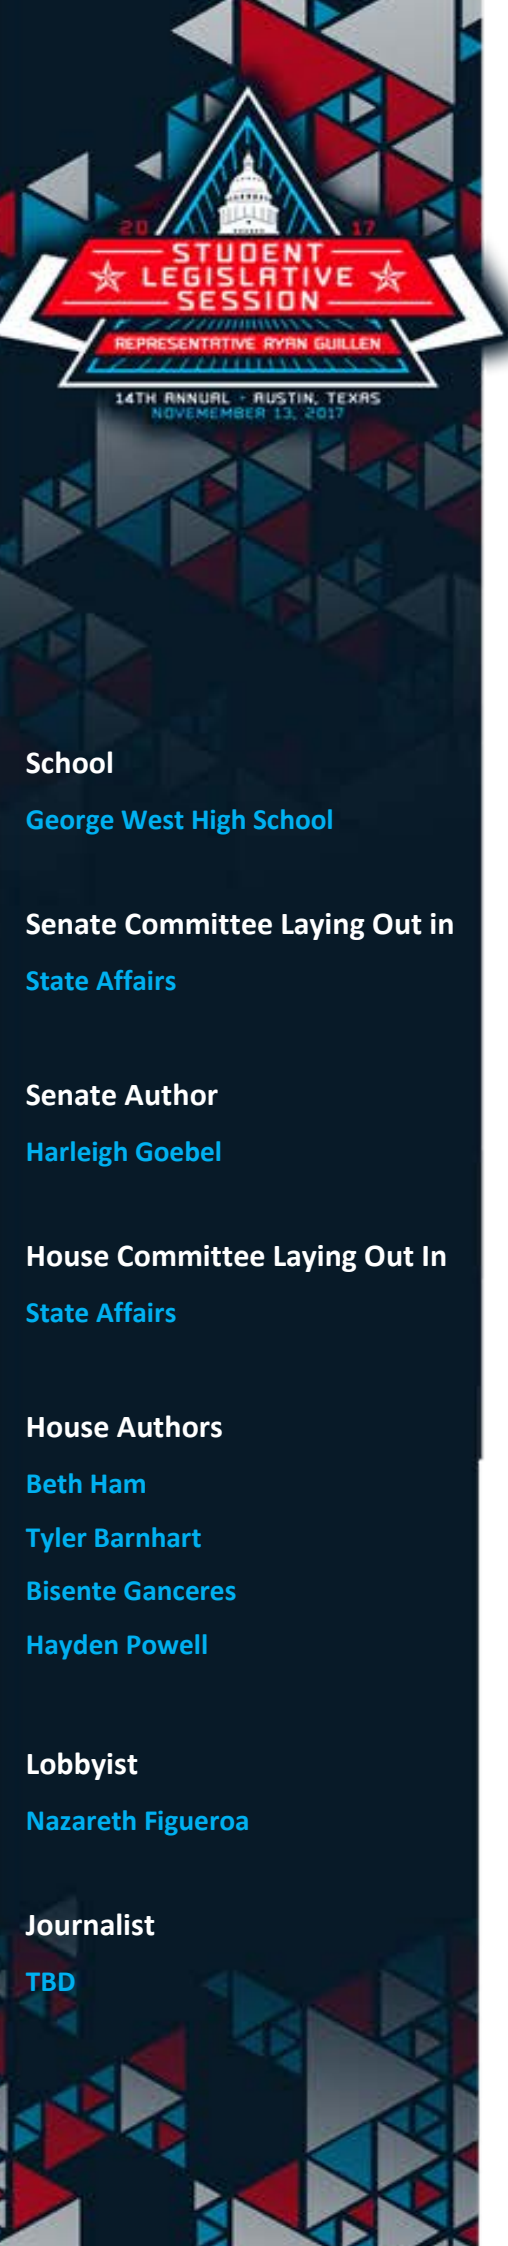 20 17
STUDENT
LEGISLATIVE
SESSION
REPRESENTATIVE RYAN GUILLEN
14TH ANNUAL - AUSTIN, TEXAS
NOVEMEMBER 13, 2017
School
George West High School
Senate Committee Laying Out in
State Affairs
Senate Author
Harleigh Goebel
House Committee Laying Out In
State Affairs
House Authors
Beth Ham
Tyler Barnhart
Bisente Ganceres
Hayden Powell
Lobbyist
Nazareth Figueroa
Journalist
TBD